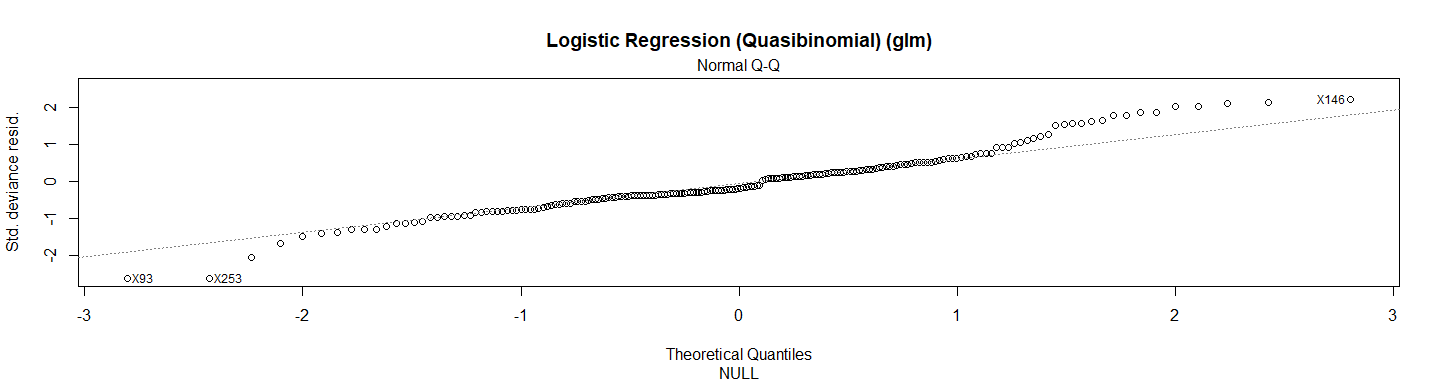 Logistic Regression (Quasibinomial) (glm)
Normal Q-Q
Std. deviance resid.
2
1
0
-1
-2
X146
X93
X253
-3
-2
-1
0
1
2
3
Theoretical Quantiles
NULL